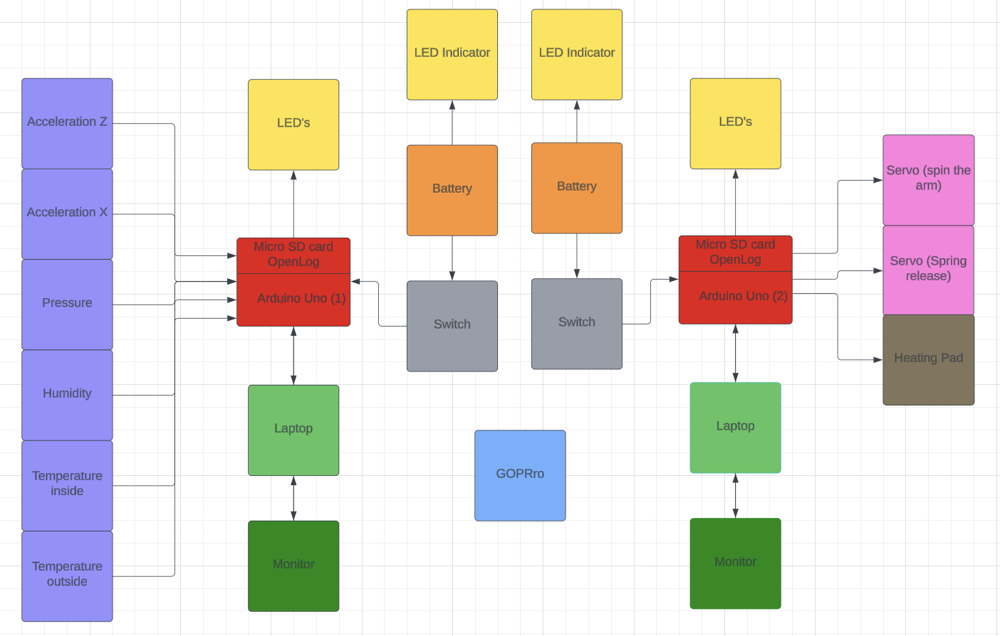 LED Indicator
LED Indicator
Acceleration Z
LED's
LED's
Servo (spin the
arm)
Battery
Battery
Acceleration X
Micro SD card
OpenLog
Arduino Uno (1)
Micro SD card
OpenLog
Arduino Uno (2)
Servo (Spring
release)
Pressure
Switch
Switch
Heating Pad
Humidity
Laptop
Laptop
GOPRro
Temperature
inside
Monitor
Monitor
Temperature
outside